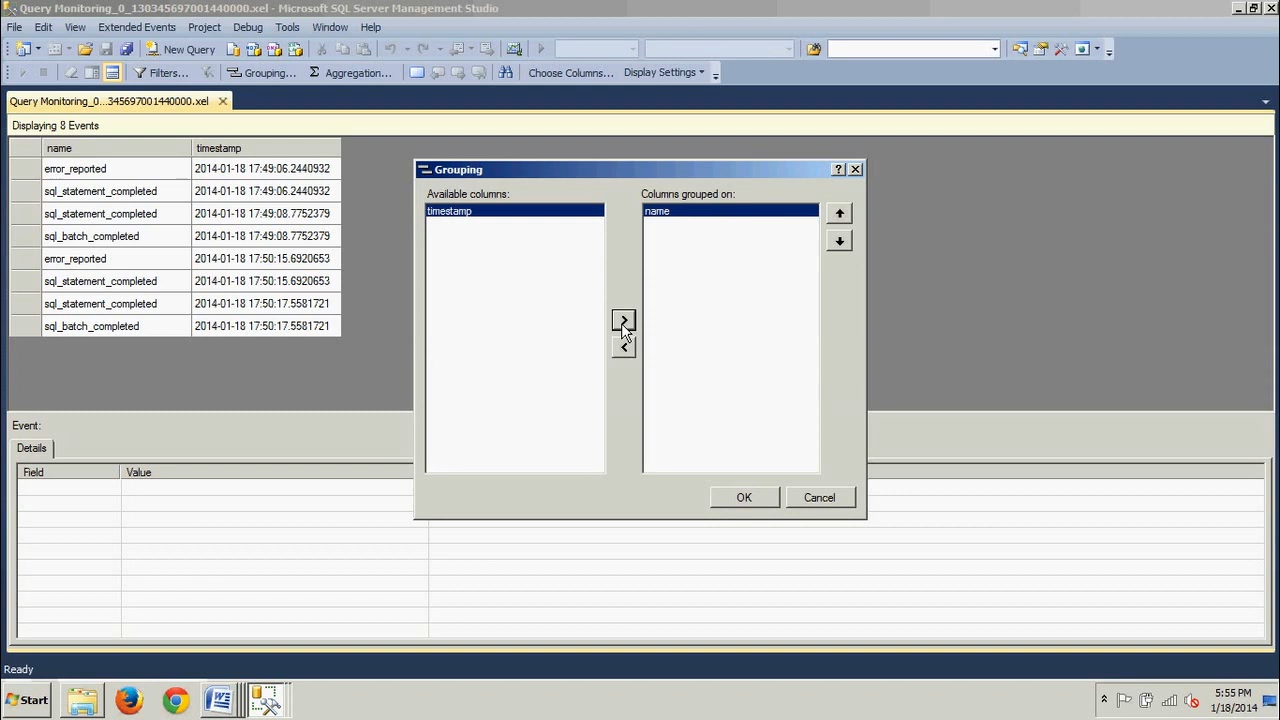 Query Monitoring_0_130345697001440000.xel - Microsoft SQL Server Management Studio
File Edit View Extended Events Project Debug Tools Window Help
New Query
Filters... Grouping... Σ Aggregation... Choose Columns... Display Settings
Query Monitoring_0...345697001440000.xel
Displaying 8 Events
name timestamp
error_reported 2014-01-18 17:49:06.2440932
sql_statement_completed 2014-01-18 17:49:06.2440932
sql_statement_completed 2014-01-18 17:49:08.7752379
sql_batch_completed 2014-01-18 17:49:08.7752379
error_reported 2014-01-18 17:50:15.6920653
sql_statement_completed 2014-01-18 17:50:15.6920653
sql_statement_completed 2014-01-18 17:50:17.5581721
sql_batch_completed 2014-01-18 17:50:17.5581721
Grouping
Available columns: Columns grouped on:
timestamp name
>
<
OK Cancel
Event:
Details
Field Value
Ready
Start
5:55 PM
1/18/2014